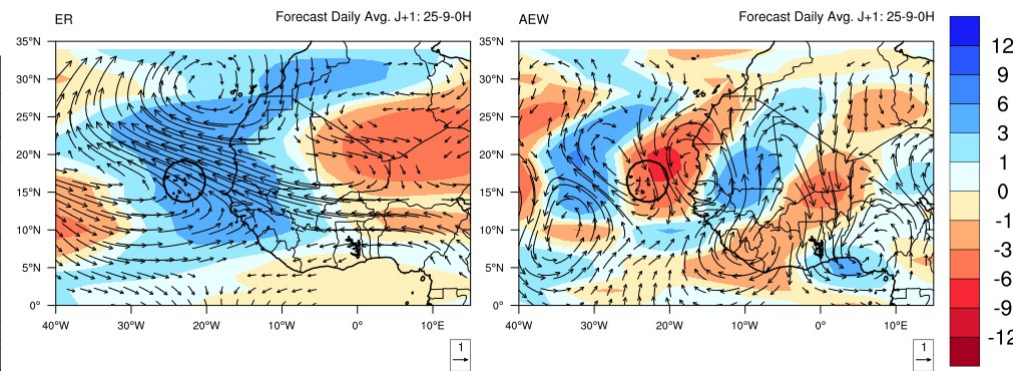 ER Forecast Daily Avg. J+1: 25-9-0H
35°N
30°N
25°N
20°N
15°N
10°N
5°N
0°
40°W 30°W 20°W 10°W 0° 10°E
1
AEW Forecast Daily Avg. J+1: 25-9-0H
35°N
30°N
25°N
20°N
15°N
10°N
5°N
0°
40°W 30°W 20°W 10°W 0° 10°E
1
12
9
6
3
1
0
-1
-3
-6
-9
-12